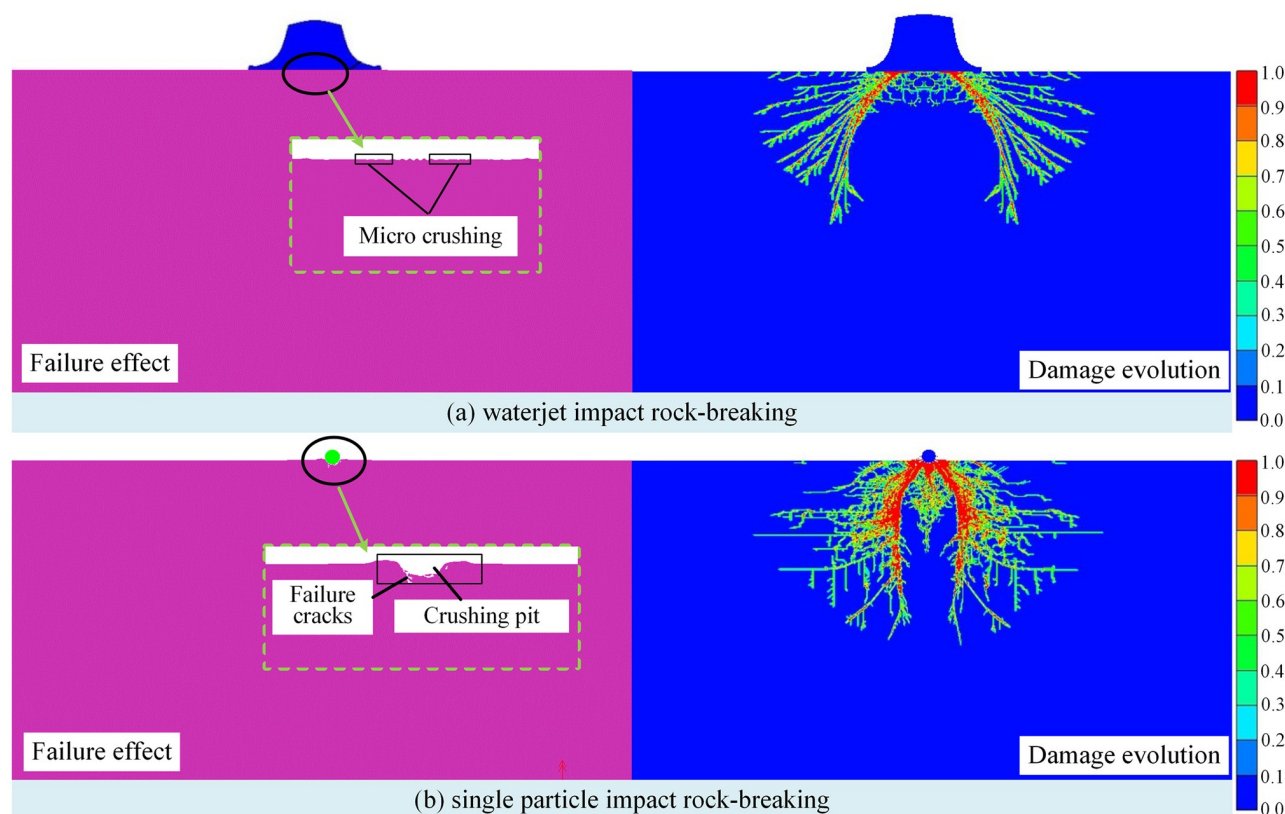 1.0
0.9
0.8
0.7
0.6
0.5
0.4
0.3
0.2
0.1
0.0
Micro crushing
Failure effect
Damage evolution
(a) waterjet impact rock-breaking
1.0
0.9
0.8
0.7
0.6
0.5
0.4
0.3
0.2
0.1
0.0
Failure
cracks
Crushing pit
Failure effect
Damage evolution
(b) single particle impact rock-breaking